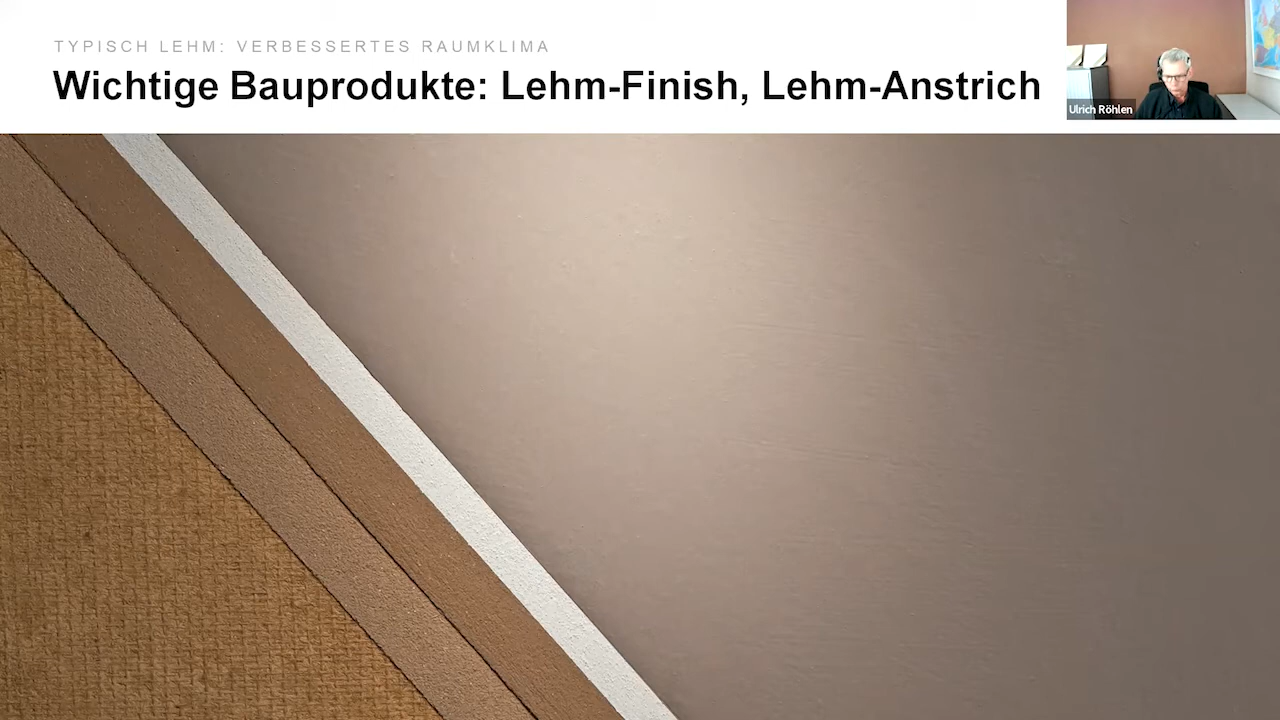 TYPISCH LEHM: VERBESSERTES RAUMKLIMA
Wichtige Bauprodukte: Lehm-Finish, Lehm-Anstrich
Ulrich Röhlen